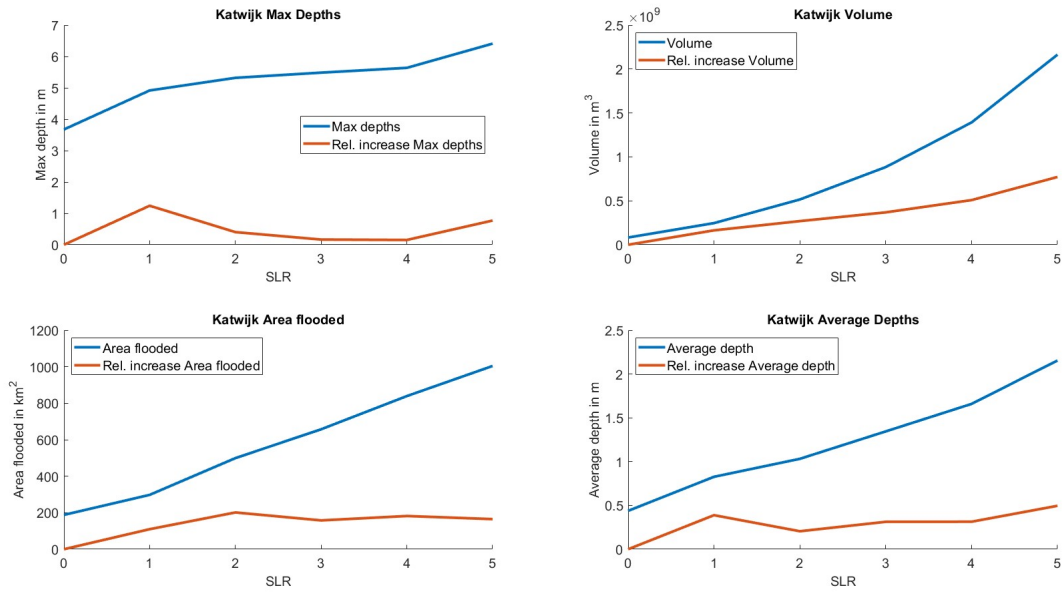 Katwijk Max Depths
7
6
5
4
3
2
1
0
Max depth in m
Max depths
Rel. increase Max depths
0 1 2 3 4 5
SLR
Katwijk Volume
×10^9
2.5
2
1.5
1
0.5
0
Volume in m^3
Volume
Rel. increase Volume
0 1 2 3 4 5
SLR
Katwijk Area flooded
1200
1000
800
600
400
200
0
Area flooded in km^2
Area flooded
Rel. increase Area flooded
0 1 2 3 4 5
SLR
Katwijk Average Depths
2.5
2
1.5
1
0.5
0
Average depth in m
Average depth
Rel. increase Average depth
0 1 2 3 4 5
SLR